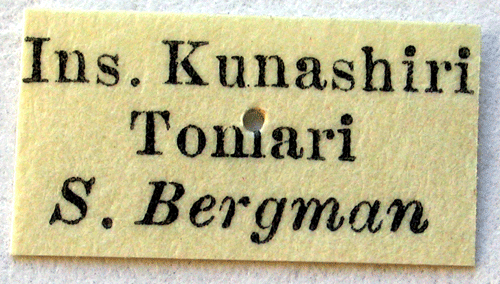 Ins. Kunashiri
Tomari
S. Bergman